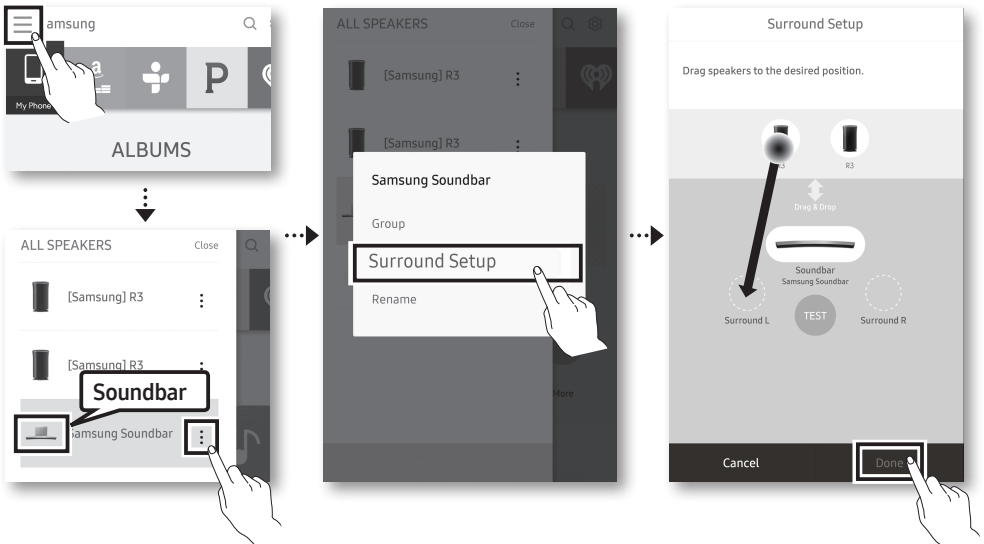 amsung
a
P
My Phone
ALBUMS
ALL SPEAKERS
Close
[Samsung] R3
[Samsung] R3
Soundbar
Samsung Soundbar
ALL SPEAKERS
Close
[Samsung] R3
[Samsung] R3
Samsung Soundbar
Group
Surround Setup
Rename
More
Surround Setup
Drag speakers to the desired position.
R3
R3
Drag & Drop
Soundbar
Samsung Soundbar
Surround L
TEST
Surround R
Cancel
Done